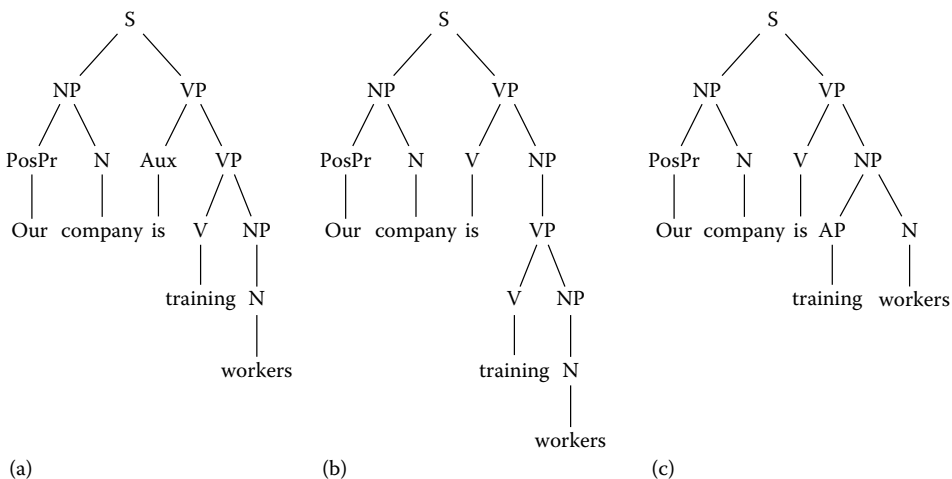 S S S
NP VP NP VP NP VP
PosPr N Aux VP PosPr N V NP PosPr N V NP
Our company is V NP Our company is VP Our company is AP N
training N V NP training workers
workers training N
workers
(a) (b) (c)